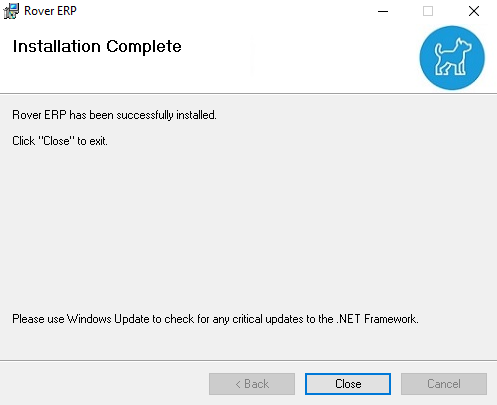 Rover ERP
Installation Complete
Rover ERP has been successfully installed.
Click "Close" to exit.
Please use Windows Update to check for any critical updates to the .NET Framework.
< Back
Close
Cancel